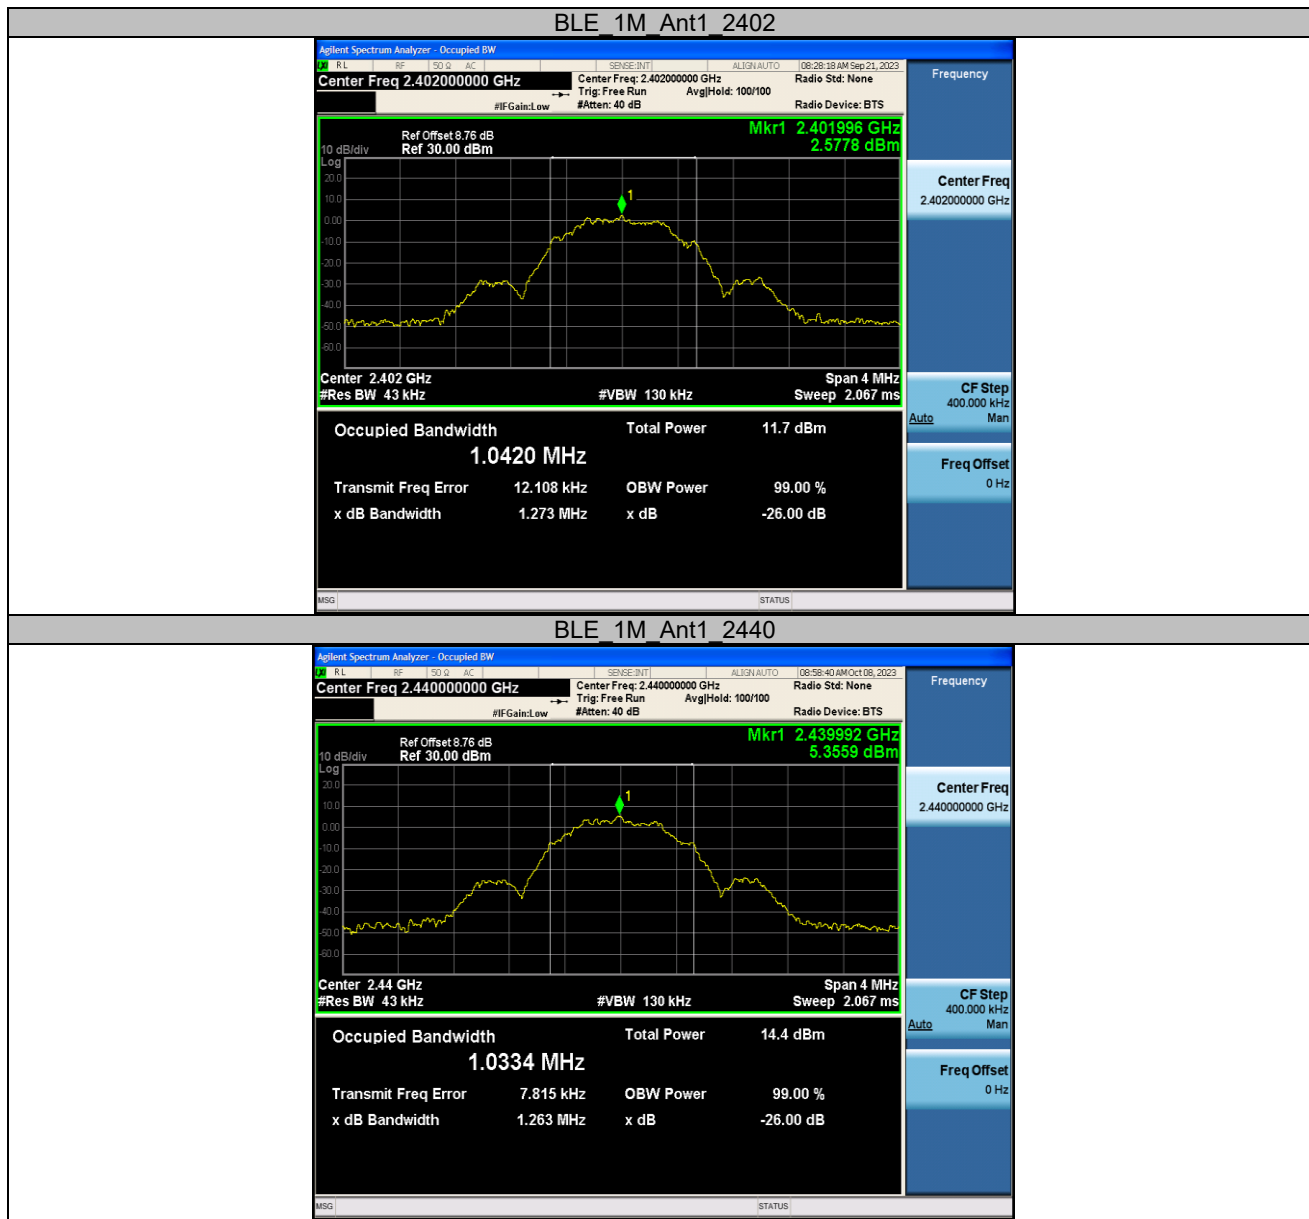 BLE_1M_Ant1_2402
Agilent Spectrum Analyzer - Occupied BW
RL RF 50 Ω AC SENSE:INT ALIGN AUTO 08:28:18 AM Sep 21, 2023
Center Freq 2.402000000 GHz
Center Freq: 2.402000000 GHz
Radio Std: None
Trig: Free Run Avg|Hold: 100/100
#IFGain:Low
#Atten: 40 dB
Radio Device: BTS
Frequency
Mkr1 2.401996 GHz
2.5778 dBm
Ref Offset 8.76 dB
10 dB/div Ref 30.00 dBm
Log
20.0
10.0
0.00
-10.0
-20.0
-30.0
-40.0
-50.0
-60.0
1
Center 2.402 GHz Span 4 MHz
#Res BW 43 kHz #VBW 130 kHz Sweep 2.067 ms
Occupied Bandwidth Total Power 11.7 dBm
1.0420 MHz
Transmit Freq Error 12.108 kHz OBW Power 99.00 %
x dB Bandwidth 1.273 MHz x dB -26.00 dB
Center Freq
2.402000000 GHz
CF Step
400.000 kHz
Auto Man
Freq Offset
0 Hz
MSG STATUS
BLE_1M_Ant1_2440
Agilent Spectrum Analyzer - Occupied BW
RL RF 50 Ω AC SENSE:INT ALIGN AUTO 08:58:40 AM Oct 08, 2023
Center Freq 2.440000000 GHz
Center Freq: 2.440000000 GHz
Radio Std: None
Trig: Free Run Avg|Hold: 100/100
#IFGain:Low
#Atten: 40 dB
Radio Device: BTS
Frequency
Mkr1 2.439992 GHz
5.3559 dBm
Ref Offset 8.76 dB
10 dB/div Ref 30.00 dBm
Log
20.0
10.0
0.00
-10.0
-20.0
-30.0
-40.0
-50.0
-60.0
1
Center 2.44 GHz Span 4 MHz
#Res BW 43 kHz #VBW 130 kHz Sweep 2.067 ms
Occupied Bandwidth Total Power 14.4 dBm
1.0334 MHz
Transmit Freq Error 7.815 kHz OBW Power 99.00 %
x dB Bandwidth 1.263 MHz x dB -26.00 dB
Center Freq
2.440000000 GHz
CF Step
400.000 kHz
Auto Man
Freq Offset
0 Hz
MSG STATUS